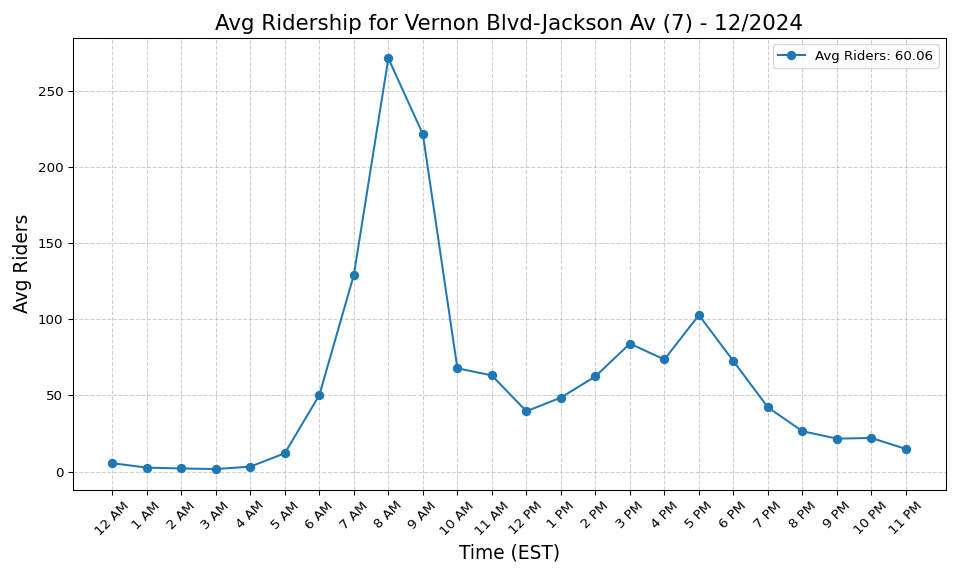 Avg Ridership for Vernon Blvd-Jackson Av (7) - 12/2024
Avg Riders: 60.06
Avg Riders
250
200
150
100
50
0
12 AM
1 AM
2 AM
3 AM
4 AM
5 AM
6 AM
7 AM
8 AM
9 AM
10 AM
11 AM
12 PM
1 PM
2 PM
3 PM
4 PM
5 PM
6 PM
7 PM
8 PM
9 PM
10 PM
11 PM
Time (EST)